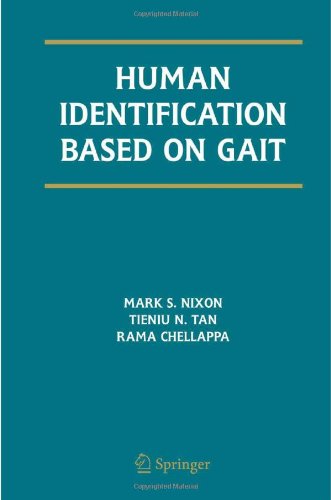 HUMAN
IDENTIFICATION
BASED ON GAIT
MARK S. NIXON
TIENIU N. TAN
RAMA CHELLAPPA
Springer